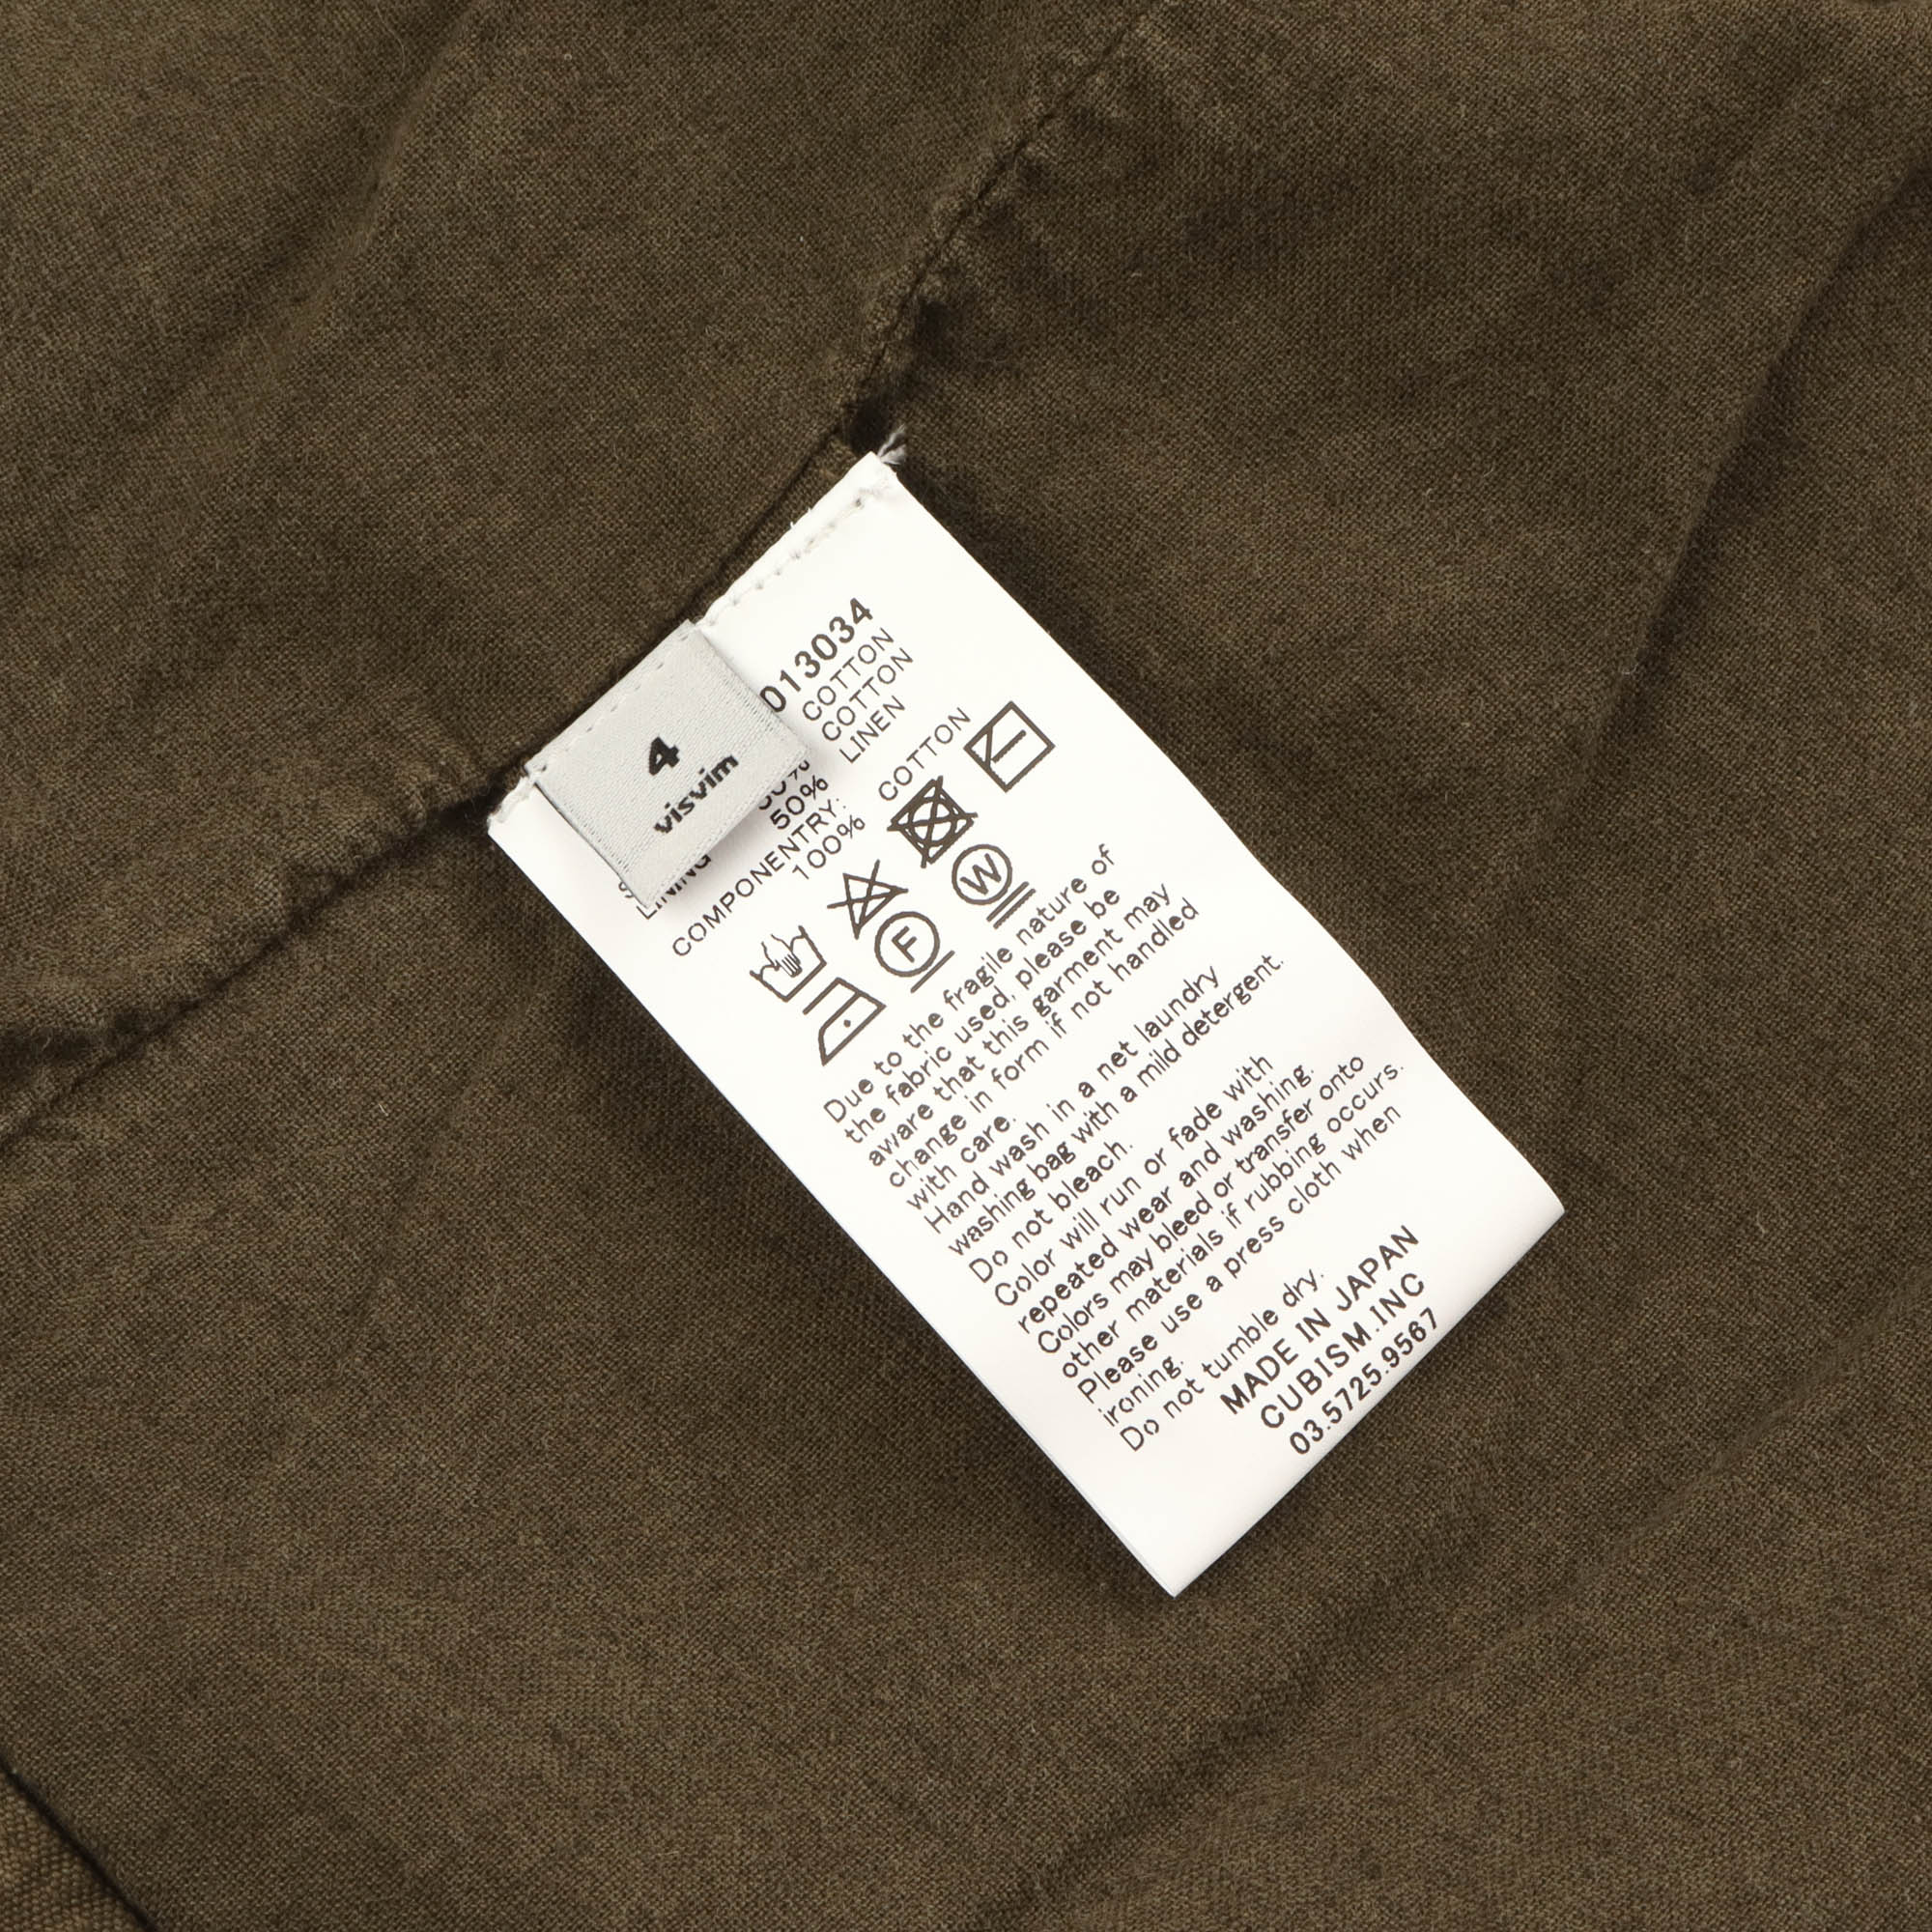 4
visvim
013034
COTTON
COTTON
50% LINEN
LINING
COMPONENTRY:
100% COTTON
F
W
Due to the fragile nature of
the fabric used, please be
aware that this garment may
change in form if not handled
with care.
Hand wash in a net laundry
washing bag with a mild detergent.
Do not bleach.
Color will run or fade with
repeated wear and washing.
Colors may bleed or transfer onto
other materials if rubbing occurs.
Please use a press cloth when
ironing.
Do not tumble dry.
MADE IN JAPAN
CUBISM.INC
03.5725.9567